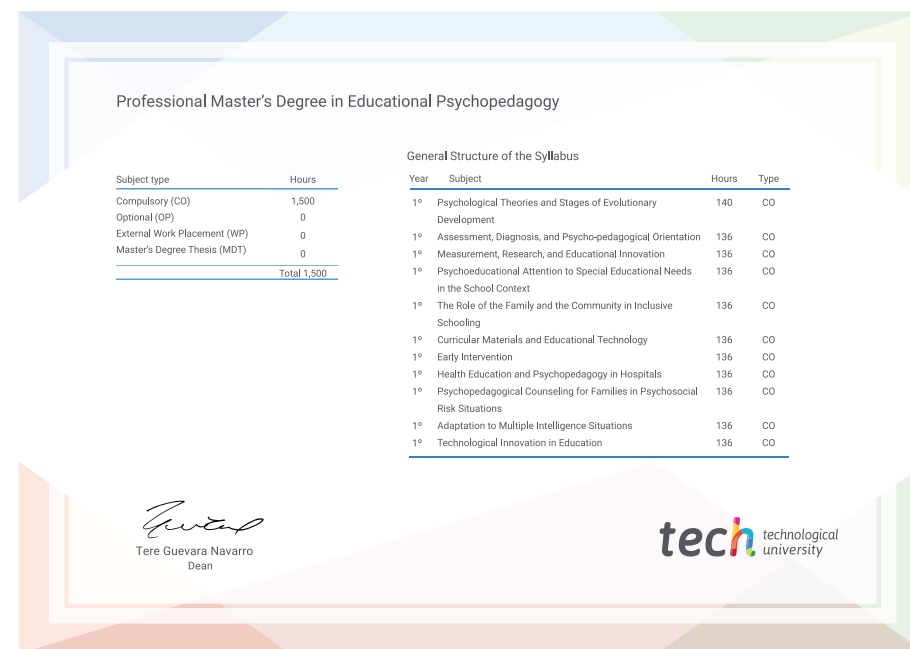 Professional Master's Degree in Educational Psychopedagogy
Subject type Hours
Compulsory (CO) 1,500
Optional (OP) 0
External Work Placement (WP) 0
Master's Degree Thesis (MDT) 0
Total 1,500
General Structure of the Syllabus
Year Subject Hours Type
1º Psychological Theories and Stages of Evolutionary 140 CO
Development
1º Assessment, Diagnosis, and Psycho-pedagogical Orientation 136 CO
1º Measurement, Research, and Educational Innovation 136 CO
1º Psychoeducational Attention to Special Educational Needs 136 CO
in the School Context
1º The Role of the Family and the Community in Inclusive 136 CO
Schooling
1º Curricular Materials and Educational Technology 136 CO
1º Early Intervention 136 CO
1º Health Education and Psychopedagogy in Hospitals 136 CO
1º Psychopedagogical Counseling for Families in Psychosocial 136 CO
Risk Situations
1º Adaptation to Multiple Intelligence Situations 136 CO
1º Technological Innovation in Education 136 CO
Tere Guevara Navarro
Dean
tech technological
university